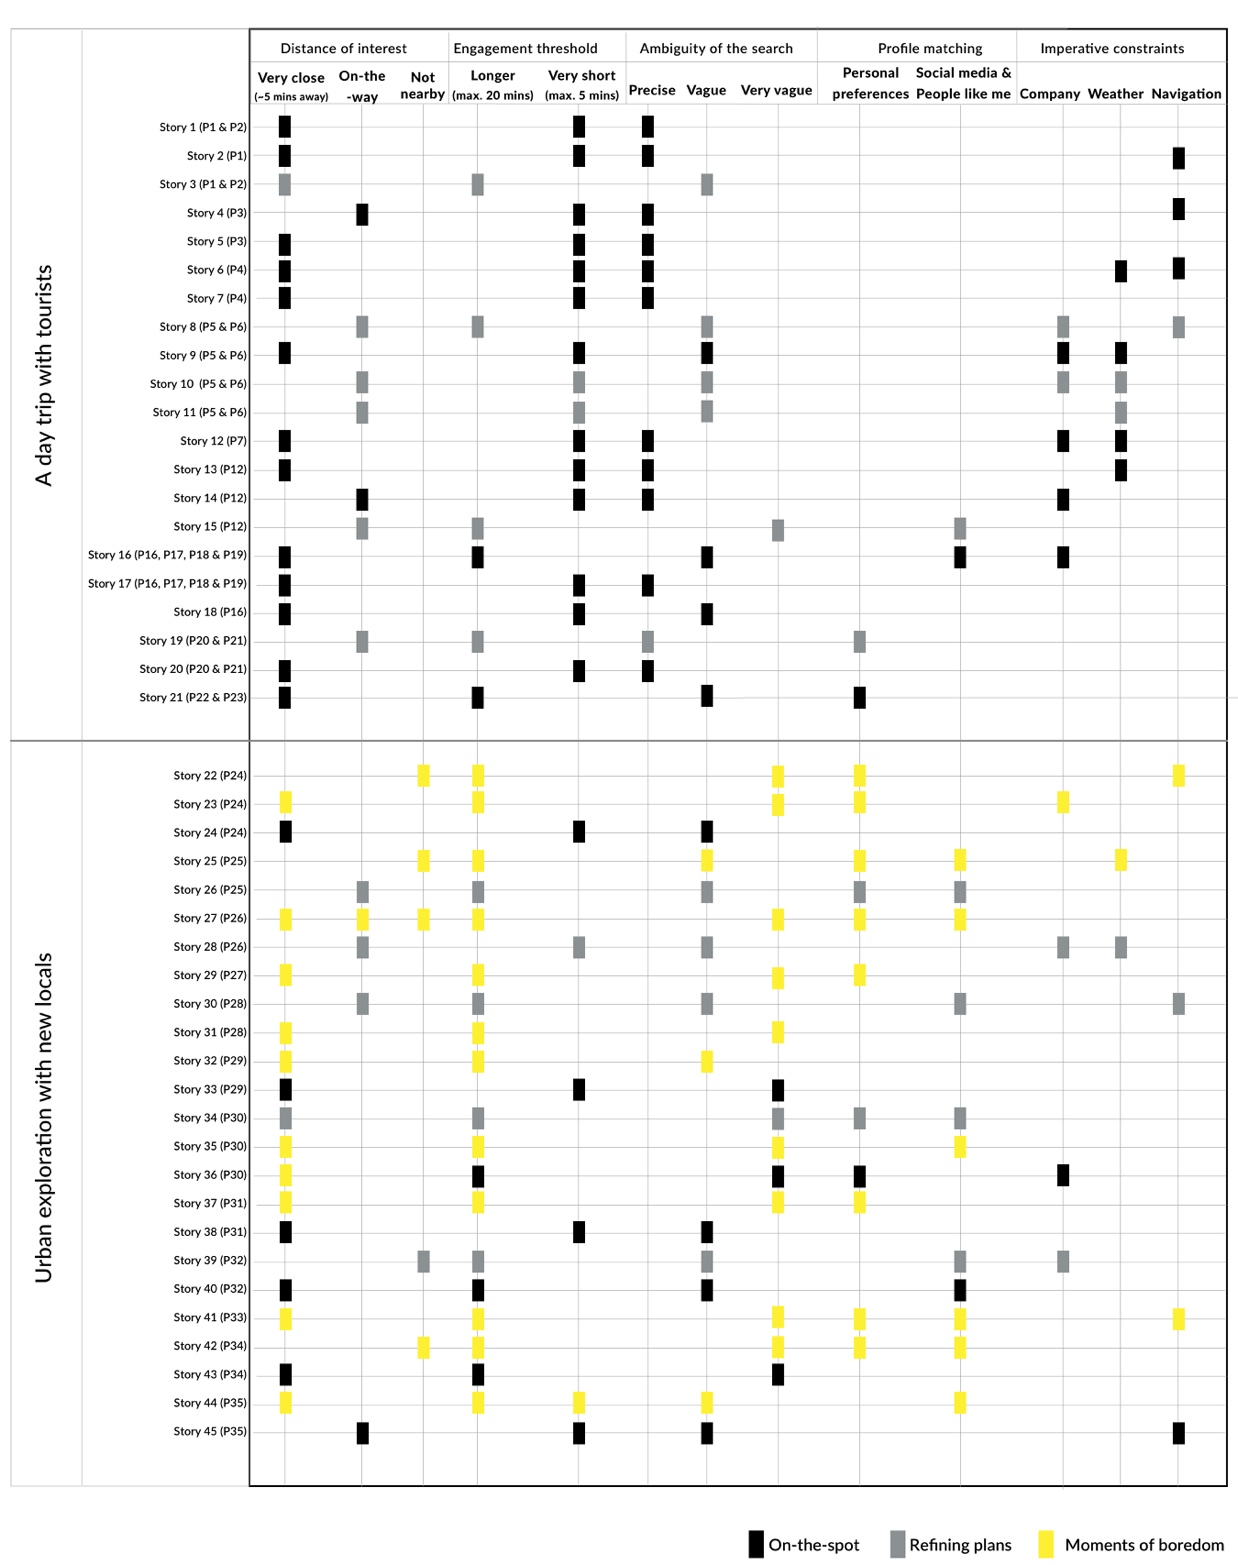 Distance of interest Engagement threshold Ambiguity of the search Profile matching Imperative constraints
Very close
(~5 mins away)
On-the
-way
Not
nearby
Longer
(max. 20 mins)
Very short
(max. 5 mins)
Precise
Vague
Very vague
Personal
preferences
Social media &
People like me
Company
Weather
Navigation
A day trip with tourists
Story 1 (P1 & P2)
Story 2 (P1)
Story 3 (P1 & P2)
Story 4 (P3)
Story 5 (P3)
Story 6 (P4)
Story 7 (P4)
Story 8 (P5 & P6)
Story 9 (P5 & P6)
Story 10 (P5 & P6)
Story 11 (P5 & P6)
Story 12 (P7)
Story 13 (P12)
Story 14 (P12)
Story 15 (P12)
Story 16 (P16, P17, P18 & P19)
Story 17 (P16, P17, P18 & P19)
Story 18 (P16)
Story 19 (P20 & P21)
Story 20 (P20 & P21)
Story 21 (P22 & P23)
Urban exploration with new locals
Story 22 (P24)
Story 23 (P24)
Story 24 (P24)
Story 25 (P25)
Story 26 (P25)
Story 27 (P26)
Story 28 (P26)
Story 29 (P27)
Story 30 (P28)
Story 31 (P28)
Story 32 (P29)
Story 33 (P29)
Story 34 (P30)
Story 35 (P30)
Story 36 (P30)
Story 37 (P31)
Story 38 (P31)
Story 39 (P32)
Story 40 (P32)
Story 41 (P33)
Story 42 (P34)
Story 43 (P34)
Story 44 (P35)
Story 45 (P35)
On-the-spot Refining plans Moments of boredom